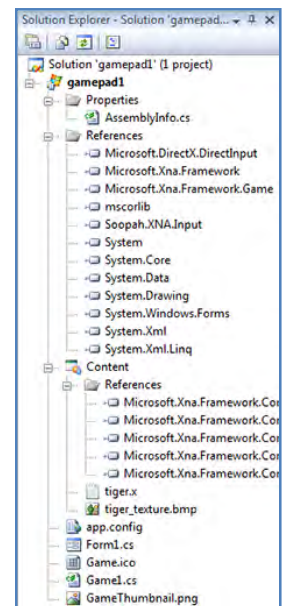 Solution Explorer - Solution 'gamepad...
Solution 'gamepad1' (1 project)
gamepad1
Properties
AssemblyInfo.cs
References
Microsoft.DirectX.DirectInput
Microsoft.Xna.Framework
Microsoft.Xna.Framework.Game
mscorlib
Soopah.XNA.Input
System
System.Core
System.Data
System.Drawing
System.Windows.Forms
System.Xml
System.Xml.Linq
Content
References
Microsoft.Xna.Framework.Cor
Microsoft.Xna.Framework.Cor
Microsoft.Xna.Framework.Cor
Microsoft.Xna.Framework.Cor
Microsoft.Xna.Framework.Cor
tiger.x
tiger_texture.bmp
app.config
Form1.cs
Game.ico
Game1.cs
GameThumbnail.png